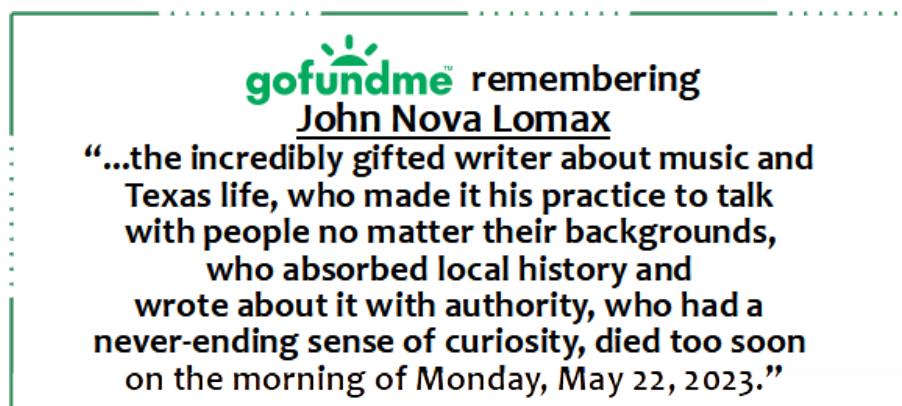 gofundme™ remembering
John Nova Lomax
“...the incredibly gifted writer about music and
Texas life, who made it his practice to talk
with people no matter their backgrounds,
who absorbed local history and
wrote about it with authority, who had a
never-ending sense of curiosity, died too soon
on the morning of Monday, May 22, 2023.”